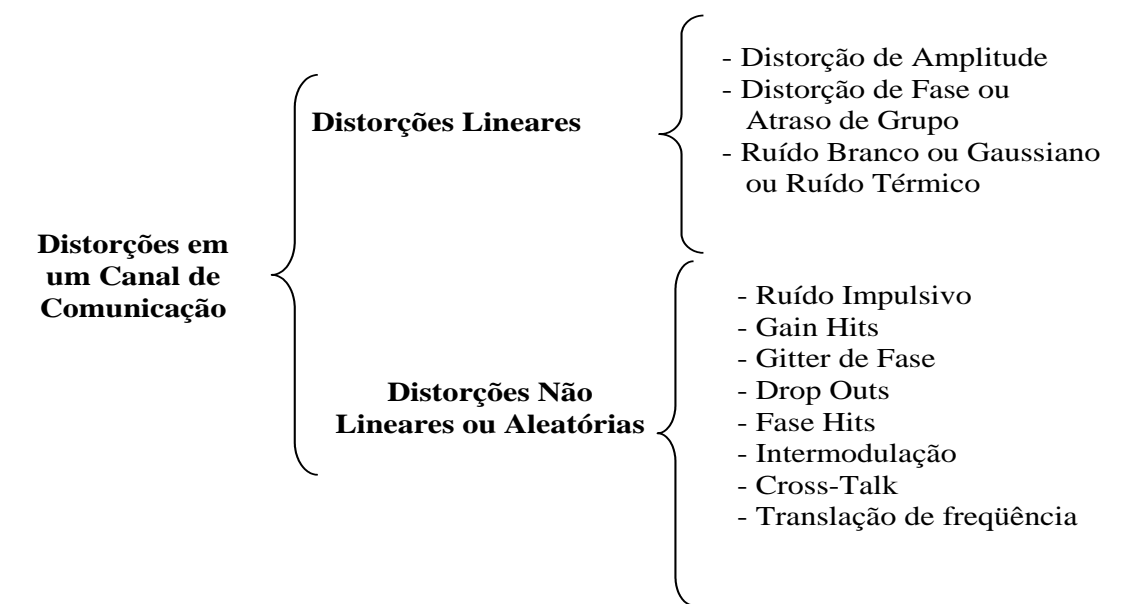 Distorções em
um Canal de
Comunicação
Distorções Lineares
- Distorção de Amplitude
- Distorção de Fase ou
Atraso de Grupo
- Ruído Branco ou Gaussiano
ou Ruído Térmico
Distorções Não
Lineares ou Aleatórias
- Ruído Impulsivo
- Gain Hits
- Gitter de Fase
- Drop Outs
- Fase Hits
- Intermodulação
- Cross-Talk
- Translação de freqüência